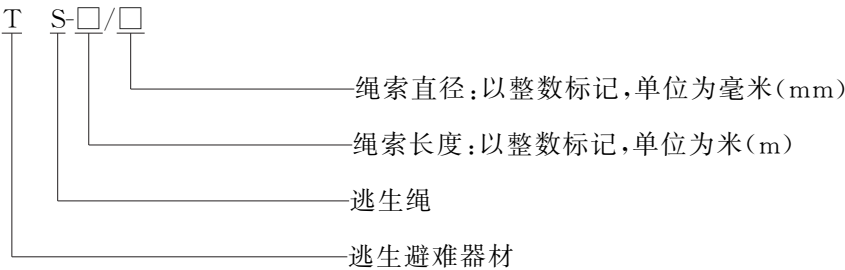 T S-□/□
绳索直径:以整数标记,单位为毫米(mm)
绳索长度:以整数标记,单位为米(m)
逃生绳
逃生避难器材